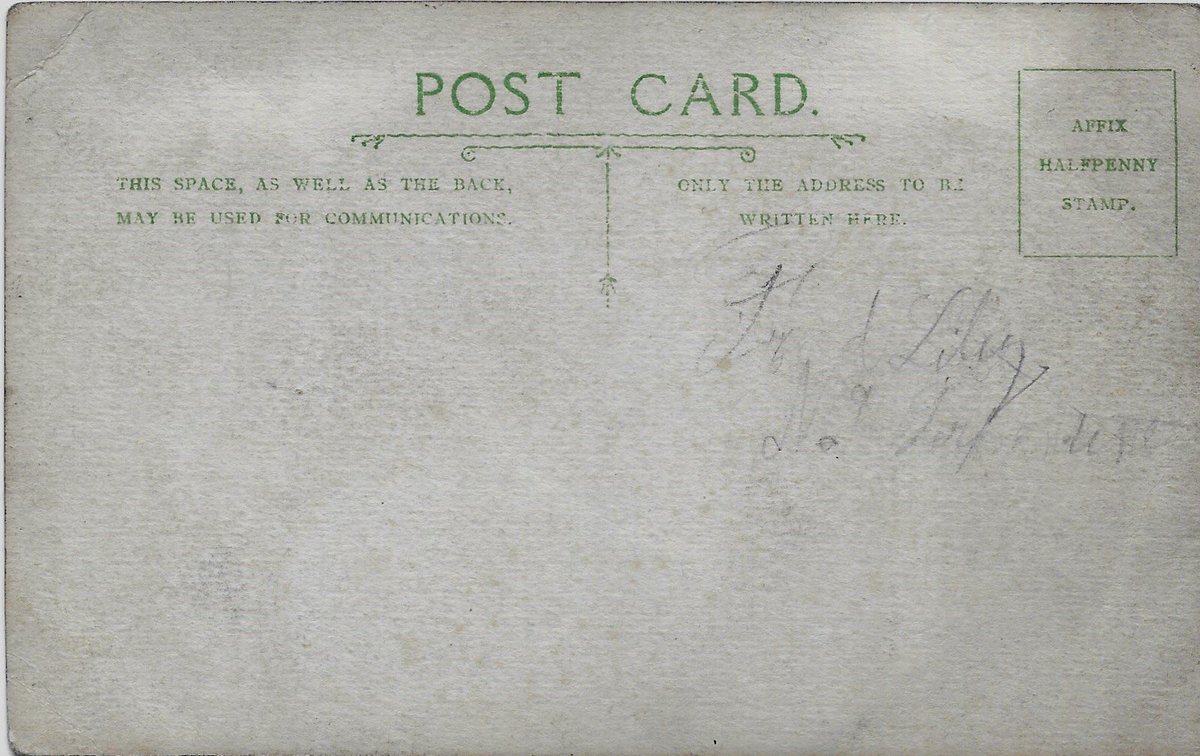 POST CARD.
THIS SPACE, AS WELL AS THE BACK,
MAY BE USED FOR COMMUNICATIONS.
ONLY THE ADDRESS TO BE
WRITTEN HERE.
AFFIX
HALFPENNY
STAMP.
Lily